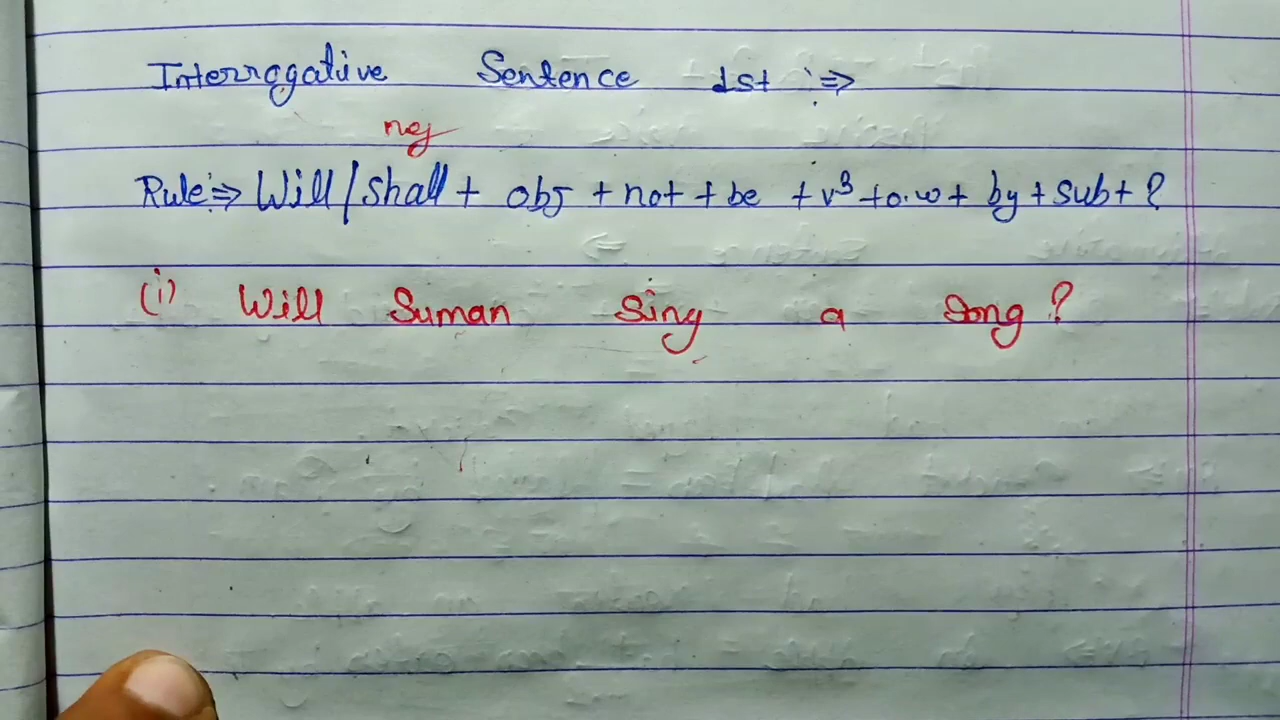 Interrogative Sentence 1st :⇒
neg
Rule:⇒ Will/shall + obj + not + be + v³ + o.w + by + sub + ?
(i) Will Suman Sing a Song ?